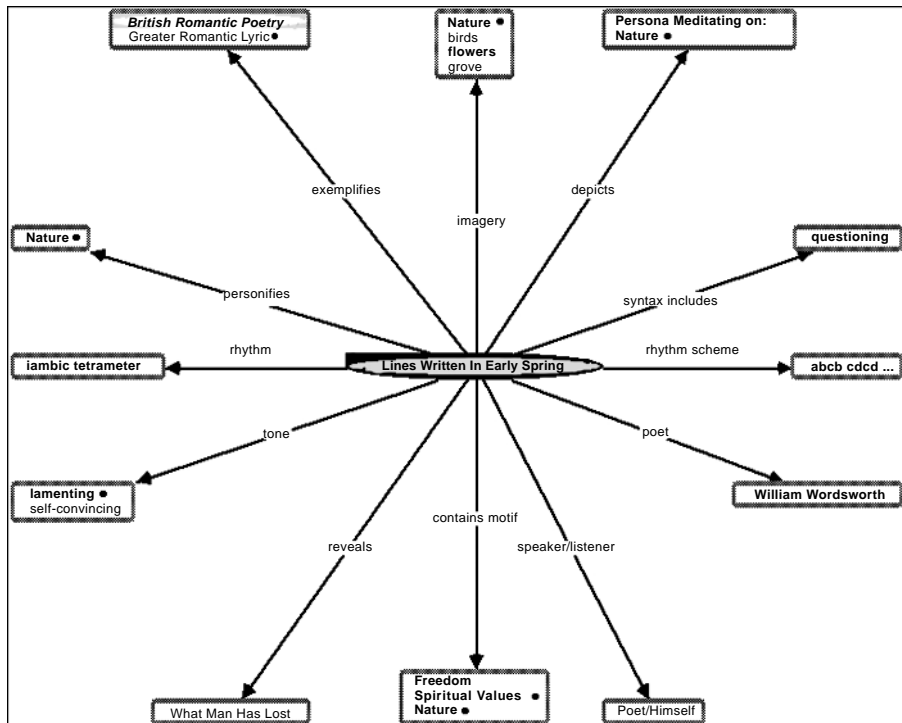 British Romantic Poetry
Greater Romantic Lyric
Nature
birds
flowers
grove
Persona Meditating on:
Nature
exemplifies
imagery
depicts
Nature
questioning
personifies
syntax includes
rhythm
rhythm scheme
iambic tetrameter
Lines Written In Early Spring
abcb cdcd ...
tone
poet
lamenting
self-convincing
William Wordsworth
contains motif
reveals
speaker/listener
Freedom
Spiritual Values
Nature
What Man Has Lost
Poet/Himself